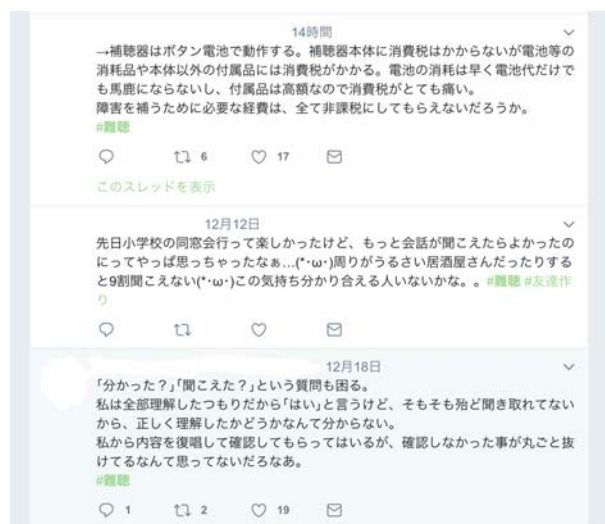 14時間
→補聴器はボタン電池で動作する。補聴器本体に消費税はかからないが電池等の
消耗品や本体以外の付属品には消費税がかかる。電池の消耗は早く電池代だけで
も馬鹿にならないし、付属品は高額なので消費税がとても痛い。
障害を補うために必要な経費は、全て非課税にしてもらえないだろうか。
#難聴
6 17
このスレッドを表示
12月12日
先日小学校の同窓会行って楽しかったけど、もっと会話が聞こえたらよかったの
にってやっぱ思っちゃったなぁ...(*･ω･)周りがうるさい居酒屋さんだったりする
と9割聞こえない(*･ω･)この気持ち分かり合える人いないかな。。#難聴 #友達作
り
12月18日
「分かった？」「聞こえた？」という質問も困る。
私は全部理解したつもりだから「はい」と言うけど、そもそも殆ど聞き取れてない
から、正しく理解したかどうかなんて分からない。
私から内容を復唱して確認してもらってはいるが、確認しなかった事が丸ごと抜
けてるなんて思ってないだろなあ。
#難聴
1 2 19